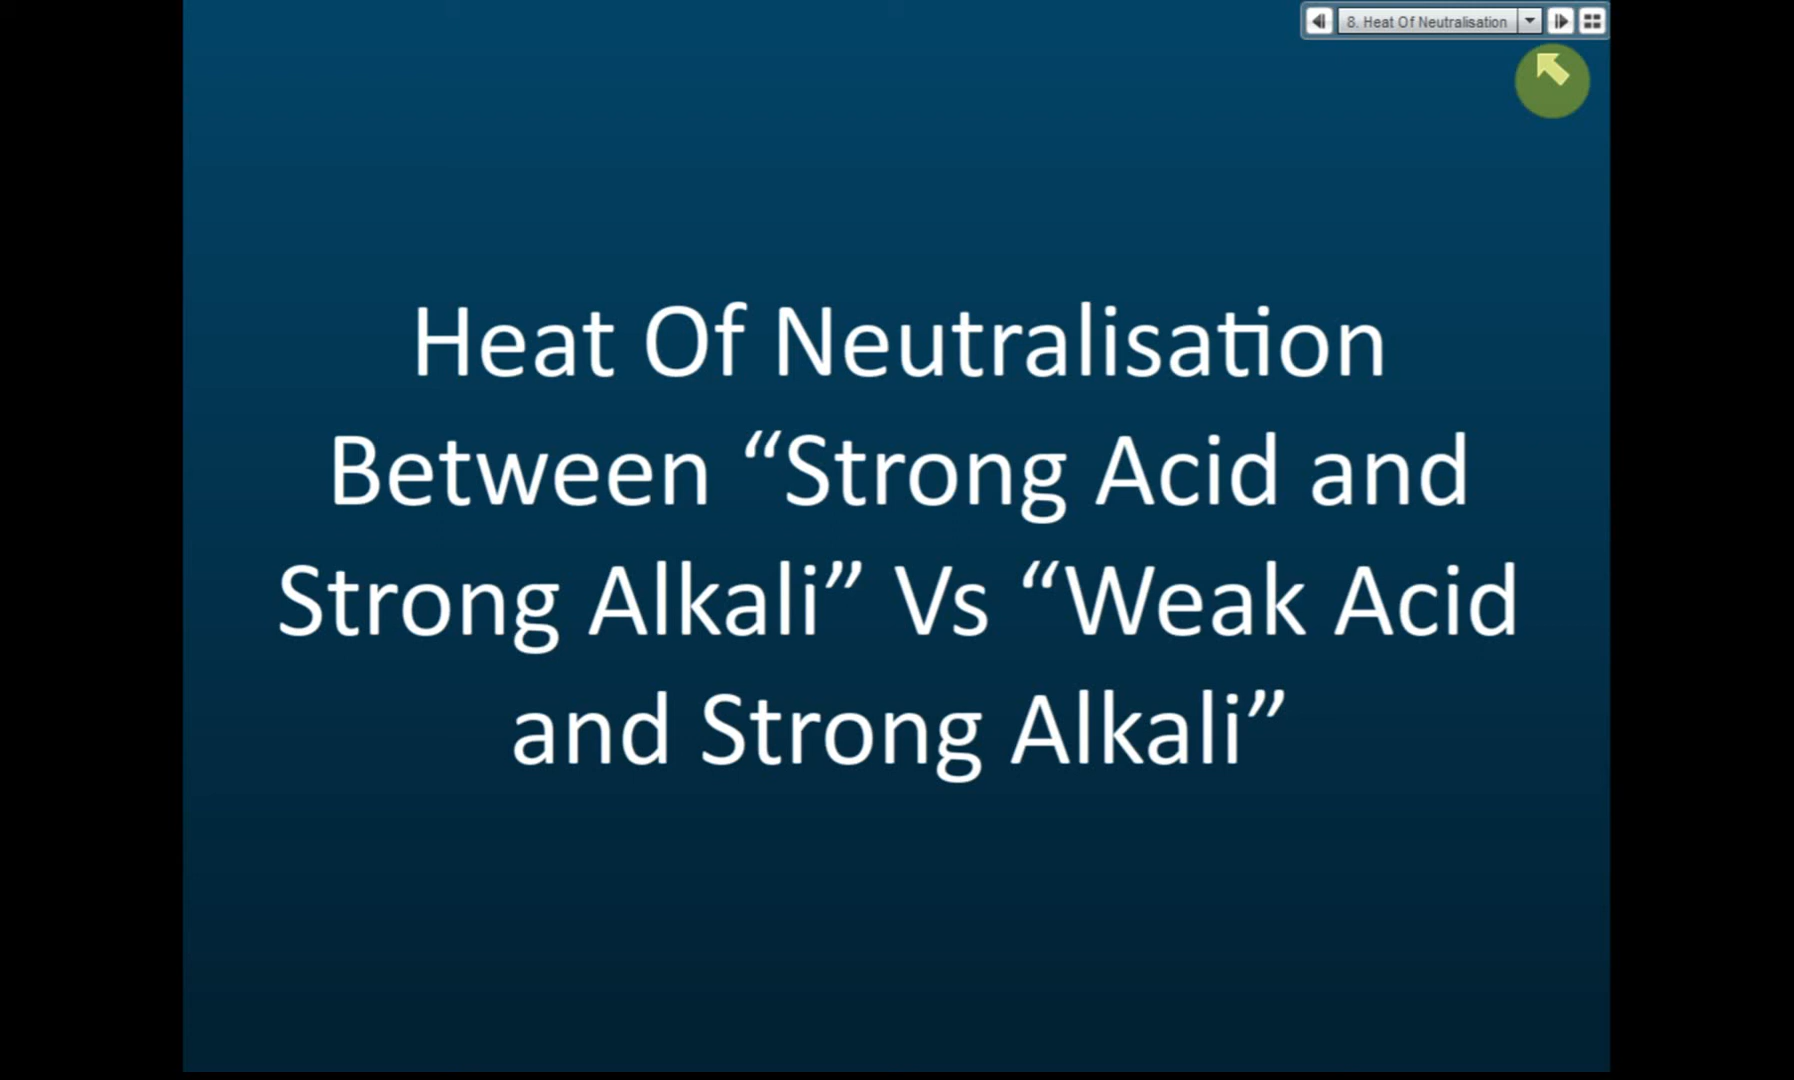 8. Heat Of Neutralisation
Heat Of Neutralisation
Between “Strong Acid and
Strong Alkali” Vs “Weak Acid
and Strong Alkali”